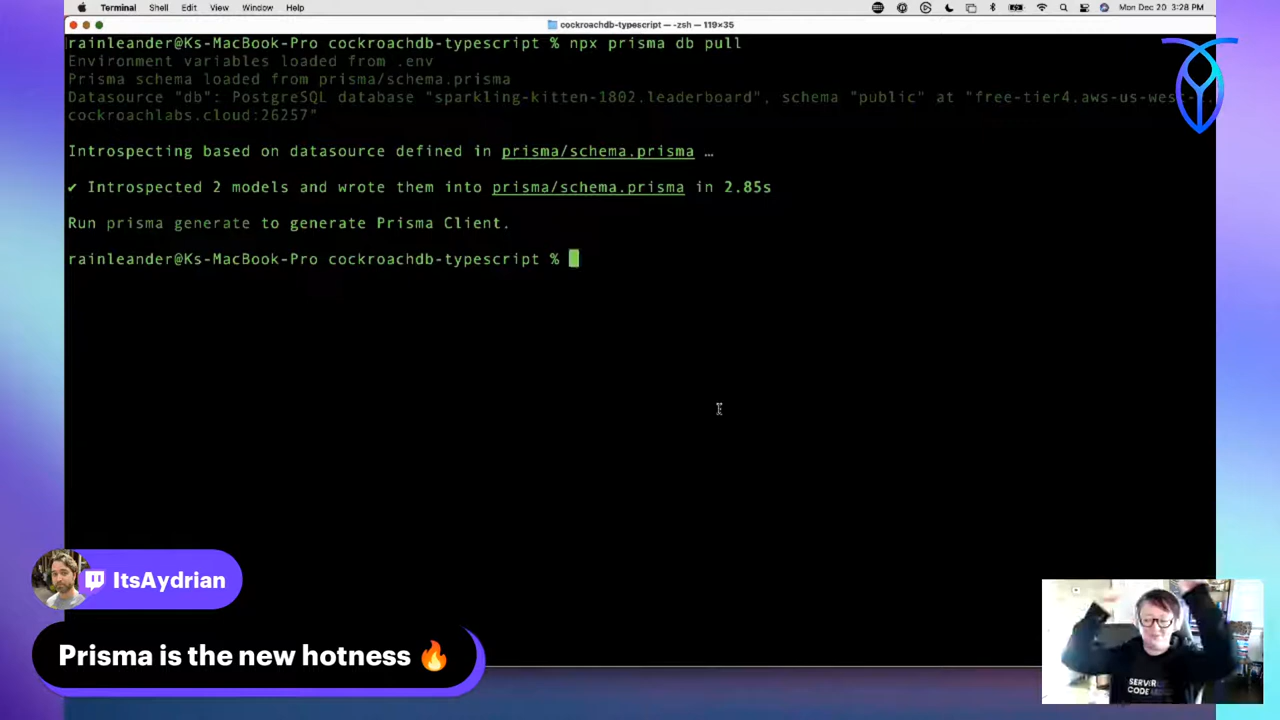 Terminal Shell Edit View Window Help
Mon Dec 20 3:28 PM
cockroachdb-typescript — -zsh — 119×35
rainleander@Ks-MacBook-Pro cockroachdb-typescript % npx prisma db pull
Environment variables loaded from .env
Prisma schema loaded from prisma/schema.prisma
Datasource "db": PostgreSQL database "sparkling-kitten-1802.leaderboard", schema "public" at "free-tier4.aws-us-west-
cockroachlabs.cloud:26257"
Introspecting based on datasource defined in prisma/schema.prisma …
✔ Introspected 2 models and wrote them into prisma/schema.prisma in 2.85s
Run prisma generate to generate Prisma Client.
rainleander@Ks-MacBook-Pro cockroachdb-typescript %
ItsAydrian
Prisma is the new hotness 🔥
CODE